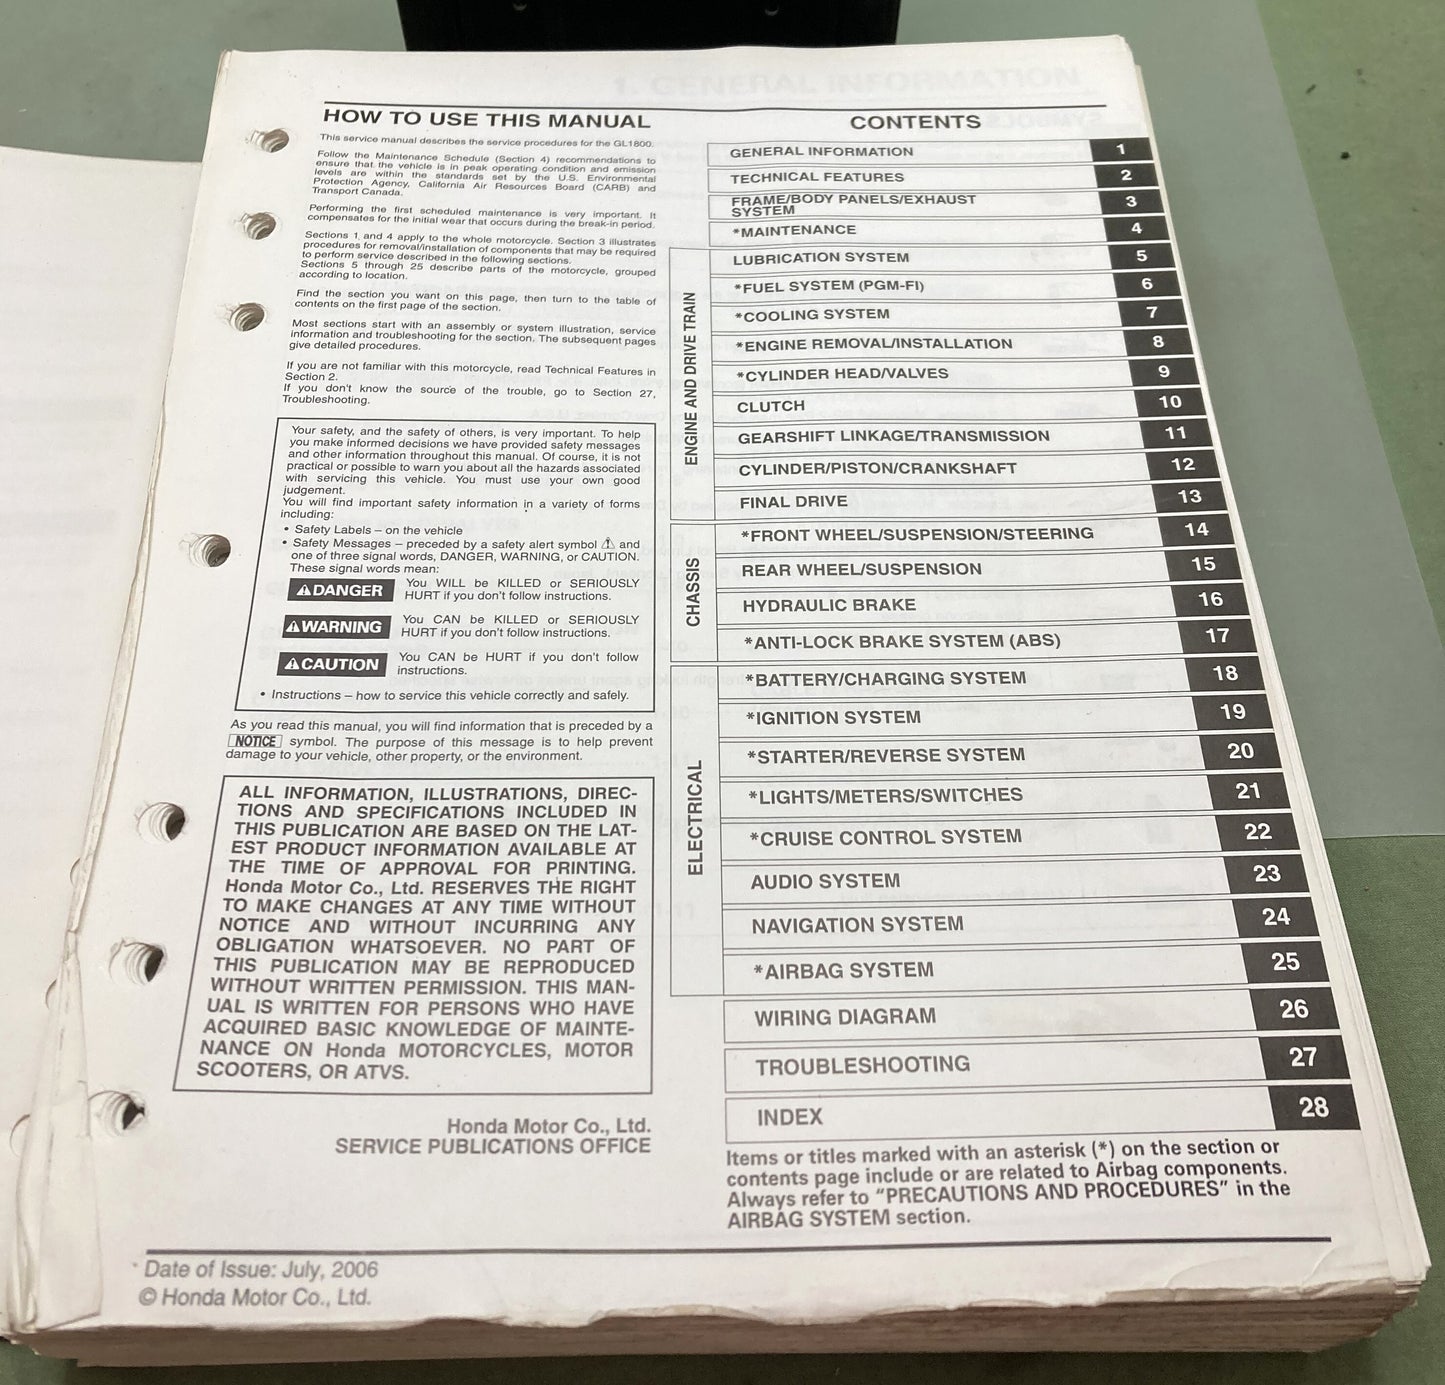 HOW TO USE THIS MANUAL
This service manual describes the service procedures for the GL1800.
Follow the Maintenance Schedule (Section 4) recommendations to
ensure that the vehicle is in peak operating condition and emission
levels are within the standards set by the U.S. Environmental
Protection Agency, California Air Resources Board (CARB) and
Transport Canada.
Performing the first scheduled maintenance is very important. It
compensates for the initial wear that occurs during the break-in period.
Sections 1 and 4 apply to the whole motorcycle. Section 3 illustrates
procedures for removal/installation of components that may be required
to perform service described in the following sections.
Sections 5 through 25 describe parts of the motorcycle, grouped
according to location.
Find the section you want on this page, then turn to the table of
contents on the first page of the section.
Most sections start with an assembly or system illustration, service
information and troubleshooting for the section. The subsequent pages
give detailed procedures.
If you are not familiar with this motorcycle, read Technical Features in
Section 2.
If you don't know the source of the trouble, go to Section 27,
Troubleshooting.
Your safety, and the safety of others, is very important. To help
you make informed decisions we have provided safety messages
and other information throughout this manual. Of course, it is not
practical or possible to warn you about all the hazards associated
with servicing this vehicle. You must use your own good
judgement.
You will find important safety information in a variety of forms
including:
• Safety Labels – on the vehicle
• Safety Messages – preceded by a safety alert symbol ⚠ and
one of three signal words, DANGER, WARNING, or CAUTION.
These signal words mean:
⚠DANGER You WILL be KILLED or SERIOUSLY
HURT if you don't follow instructions.
⚠WARNING You CAN be KILLED or SERIOUSLY
HURT if you don't follow instructions.
⚠CAUTION You CAN be HURT if you don't follow
instructions.
• Instructions – how to service this vehicle correctly and safely.
As you read this manual, you will find information that is preceded by a
NOTICE symbol. The purpose of this message is to help prevent
damage to your vehicle, other property, or the environment.
ALL INFORMATION, ILLUSTRATIONS, DIREC-
TIONS AND SPECIFICATIONS INCLUDED IN
THIS PUBLICATION ARE BASED ON THE LAT-
EST PRODUCT INFORMATION AVAILABLE AT
THE TIME OF APPROVAL FOR PRINTING.
Honda Motor Co., Ltd. RESERVES THE RIGHT
TO MAKE CHANGES AT ANY TIME WITHOUT
NOTICE AND WITHOUT INCURRING ANY
OBLIGATION WHATSOEVER. NO PART OF
THIS PUBLICATION MAY BE REPRODUCED
WITHOUT WRITTEN PERMISSION. THIS MAN-
UAL IS WRITTEN FOR PERSONS WHO HAVE
ACQUIRED BASIC KNOWLEDGE OF MAINTE-
NANCE ON Honda MOTORCYCLES, MOTOR
SCOOTERS, OR ATVS.
Honda Motor Co., Ltd.
SERVICE PUBLICATIONS OFFICE
CONTENTS
GENERAL INFORMATION 1
TECHNICAL FEATURES 2
FRAME/BODY PANELS/EXHAUST
SYSTEM 3
*MAINTENANCE 4
ENGINE AND DRIVE TRAIN
LUBRICATION SYSTEM 5
*FUEL SYSTEM (PGM-FI) 6
*COOLING SYSTEM 7
*ENGINE REMOVAL/INSTALLATION 8
*CYLINDER HEAD/VALVES 9
CLUTCH 10
GEARSHIFT LINKAGE/TRANSMISSION 11
CYLINDER/PISTON/CRANKSHAFT 12
FINAL DRIVE 13
CHASSIS
*FRONT WHEEL/SUSPENSION/STEERING 14
REAR WHEEL/SUSPENSION 15
HYDRAULIC BRAKE 16
*ANTI-LOCK BRAKE SYSTEM (ABS) 17
ELECTRICAL
*BATTERY/CHARGING SYSTEM 18
*IGNITION SYSTEM 19
*STARTER/REVERSE SYSTEM 20
*LIGHTS/METERS/SWITCHES 21
*CRUISE CONTROL SYSTEM 22
AUDIO SYSTEM 23
NAVIGATION SYSTEM 24
*AIRBAG SYSTEM 25
WIRING DIAGRAM 26
TROUBLESHOOTING 27
INDEX 28
Items or titles marked with an asterisk (*) on the section or
contents page include or are related to Airbag components.
Always refer to “PRECAUTIONS AND PROCEDURES” in the
AIRBAG SYSTEM section.
Date of Issue: July, 2006
© Honda Motor Co., Ltd.